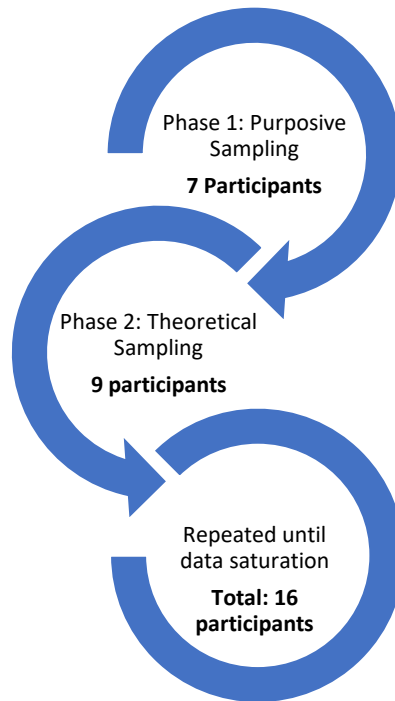 Phase 1: Purposive
Sampling
7 Participants
Phase 2: Theoretical
Sampling
9 participants
Repeated until
data saturation
Total: 16
participants